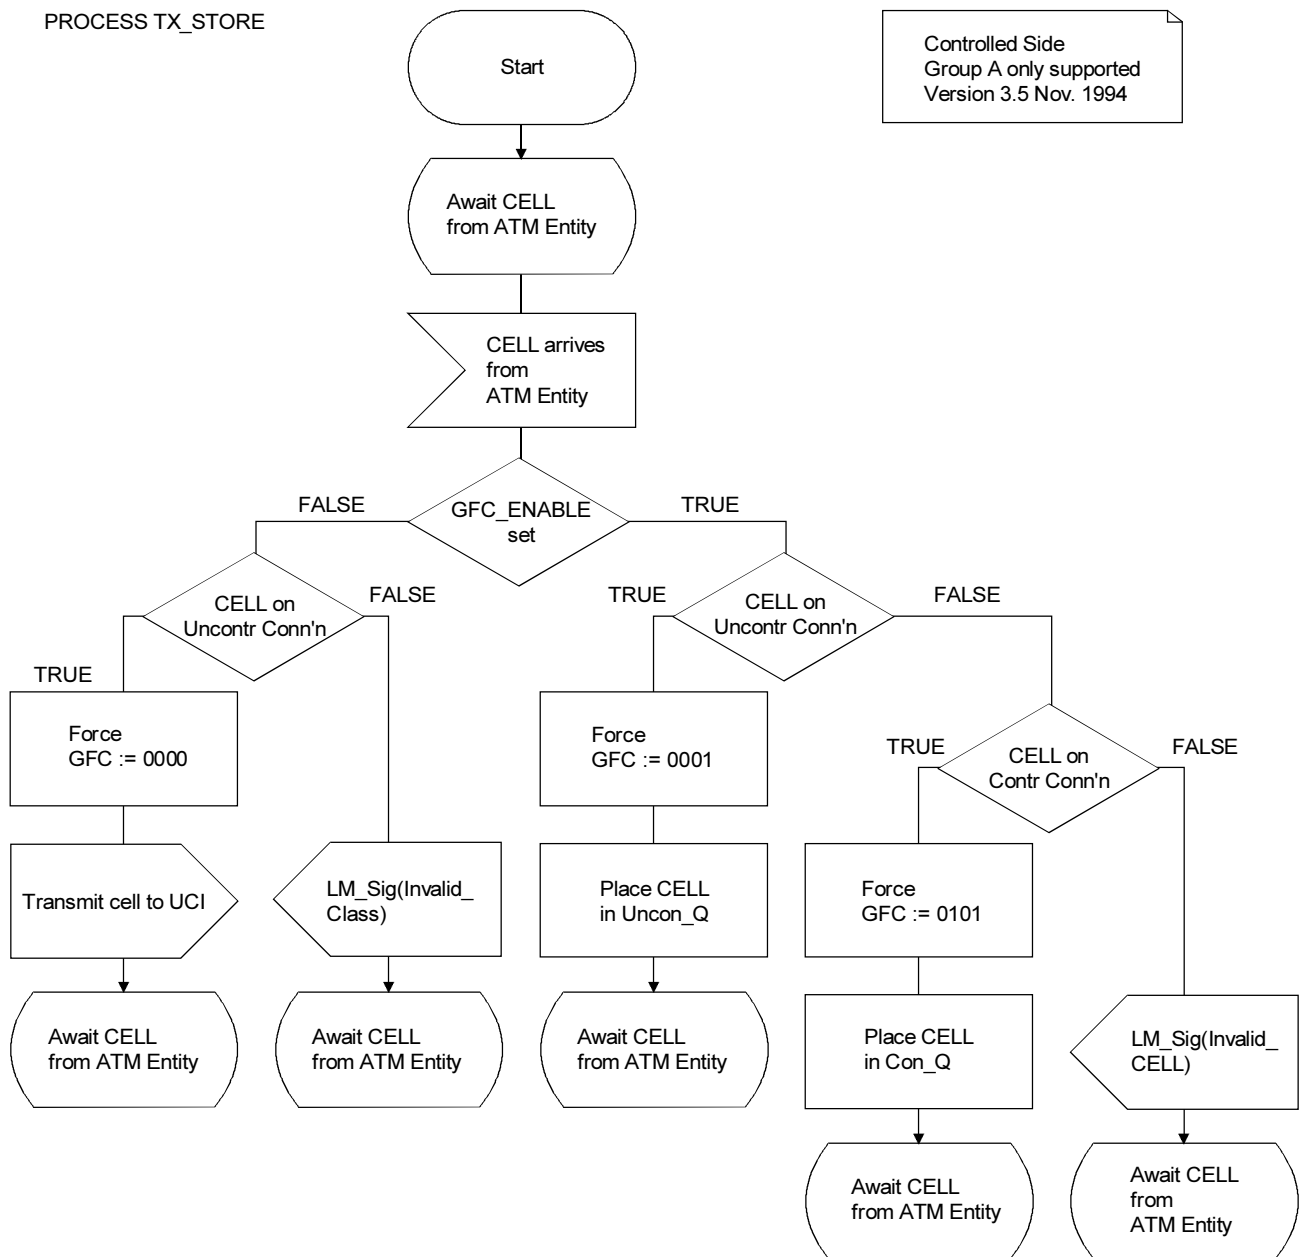 PROCESS TX_STORE
Controlled Side
Group A only supported
Version 3.5 Nov. 1994
Start
Await CELL
from ATM Entity
CELL arrives
from
ATM Entity
GFC_ENABLE
set
FALSE
TRUE
CELL on
Uncontr Conn'n
TRUE
FALSE
CELL on
Uncontr Conn'n
TRUE
FALSE
Force
GFC := 0000
Force
GFC := 0001
CELL on
Contr Conn'n
TRUE
FALSE
Transmit cell to UCI
LM_Sig(Invalid_
Class)
Place CELL
in Uncon_Q
Force
GFC := 0101
Await CELL
from ATM Entity
Await CELL
from ATM Entity
Await CELL
from ATM Entity
Place CELL
in Con_Q
LM_Sig(Invalid_
CELL)
Await CELL
from ATM Entity
Await CELL
from
ATM Entity